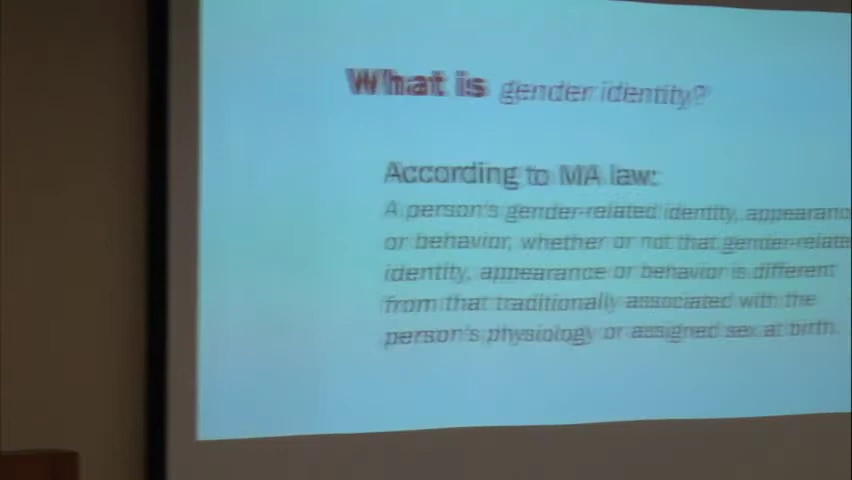 What is gender identity?
According to MA law:
A person's gender-related identity, appearanc
or behavior, whether or not that gender-relate
identity, appearance or behavior is different
from that traditionally associated with the
person's physiology or assigned sex at birth.